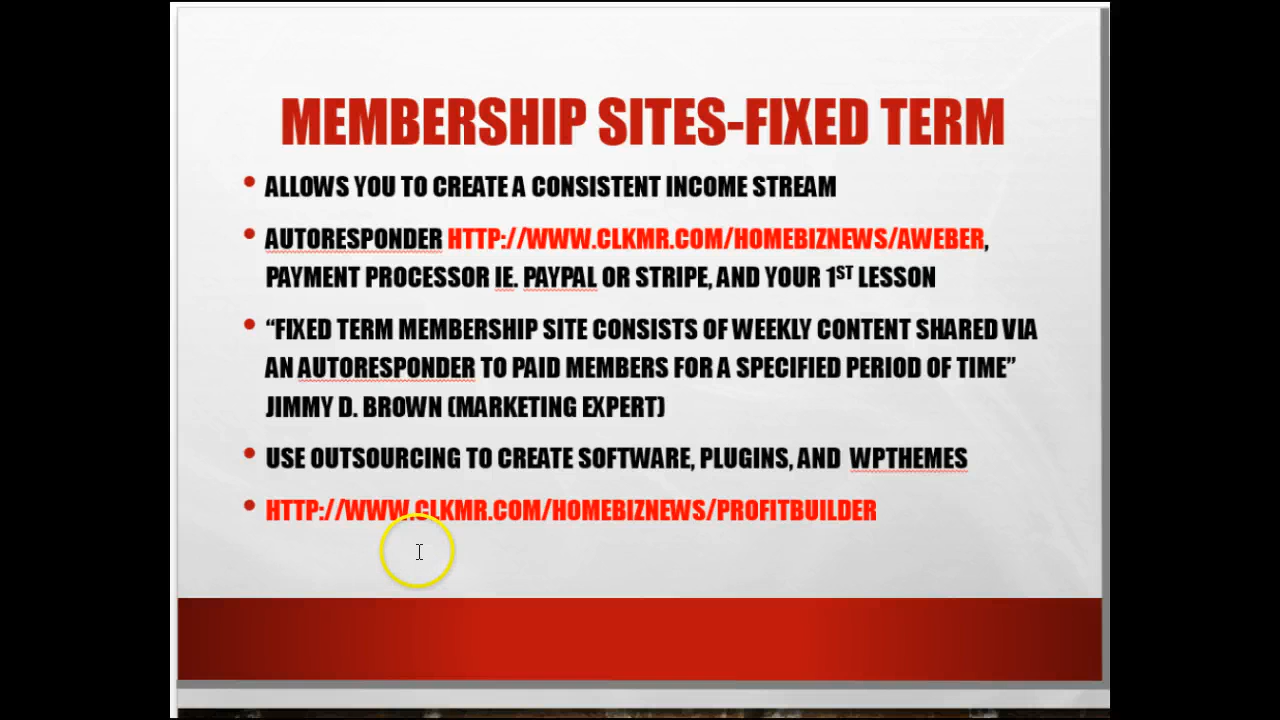 MEMBERSHIP SITES-FIXED TERM
• ALLOWS YOU TO CREATE A CONSISTENT INCOME STREAM
• AUTORESPONDER HTTP://WWW.CLKMR.COM/HOMEBIZNEWS/AWEBER,
PAYMENT PROCESSOR IE. PAYPAL OR STRIPE, AND YOUR 1ST LESSON
• “FIXED TERM MEMBERSHIP SITE CONSISTS OF WEEKLY CONTENT SHARED VIA
AN AUTORESPONDER TO PAID MEMBERS FOR A SPECIFIED PERIOD OF TIME”
JIMMY D. BROWN (MARKETING EXPERT)
• USE OUTSOURCING TO CREATE SOFTWARE, PLUGINS, AND WPTHEMES
• HTTP://WWW.CLKMR.COM/HOMEBIZNEWS/PROFITBUILDER